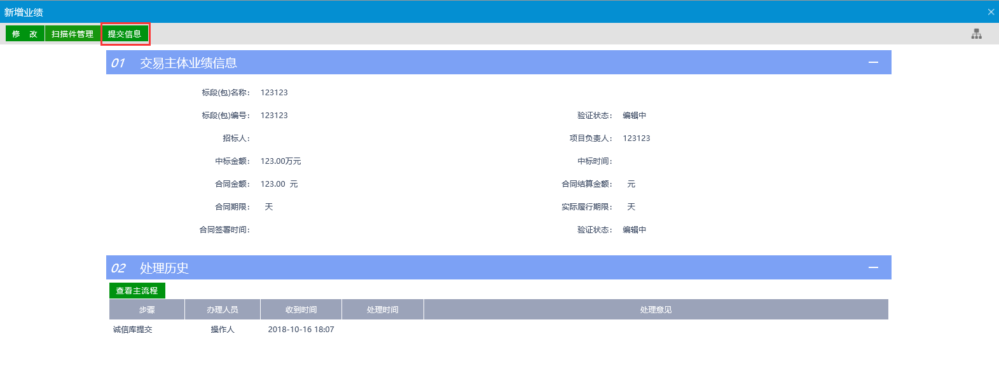 新增业绩
修 改 扫描件管理 提交信息
01 交易主体业绩信息
标段(包)名称： 123123
标段(包)编号： 123123 验证状态： 编辑中
招标人： 项目负责人： 123123
中标金额： 123.00万元 中标时间：
合同金额： 123.00 元 合同结算金额： 元
合同期限： 天 实际履行期限： 天
合同签署时间： 验证状态： 编辑中
02 处理历史
查看主流程
步骤 办理人员 收到时间 处理时间 处理意见
诚信库提交 操作人 2018-10-16 18:07